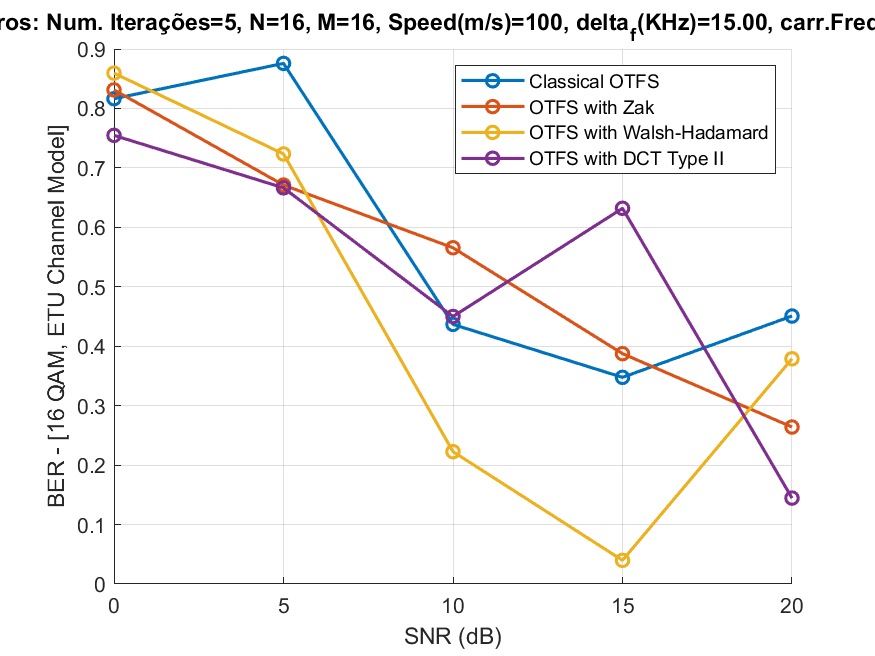 ros: Num. Iterações=5, N=16, M=16, Speed(m/s)=100, delta_f(KHz)=15.00, carr.Freq
0.9
0.8
0.7
0.6
0.5
0.4
0.3
0.2
0.1
0
BER - [16 QAM, ETU Channel Model]
Classical OTFS
OTFS with Zak
OTFS with Walsh-Hadamard
OTFS with DCT Type II
0 5 10 15 20
SNR (dB)